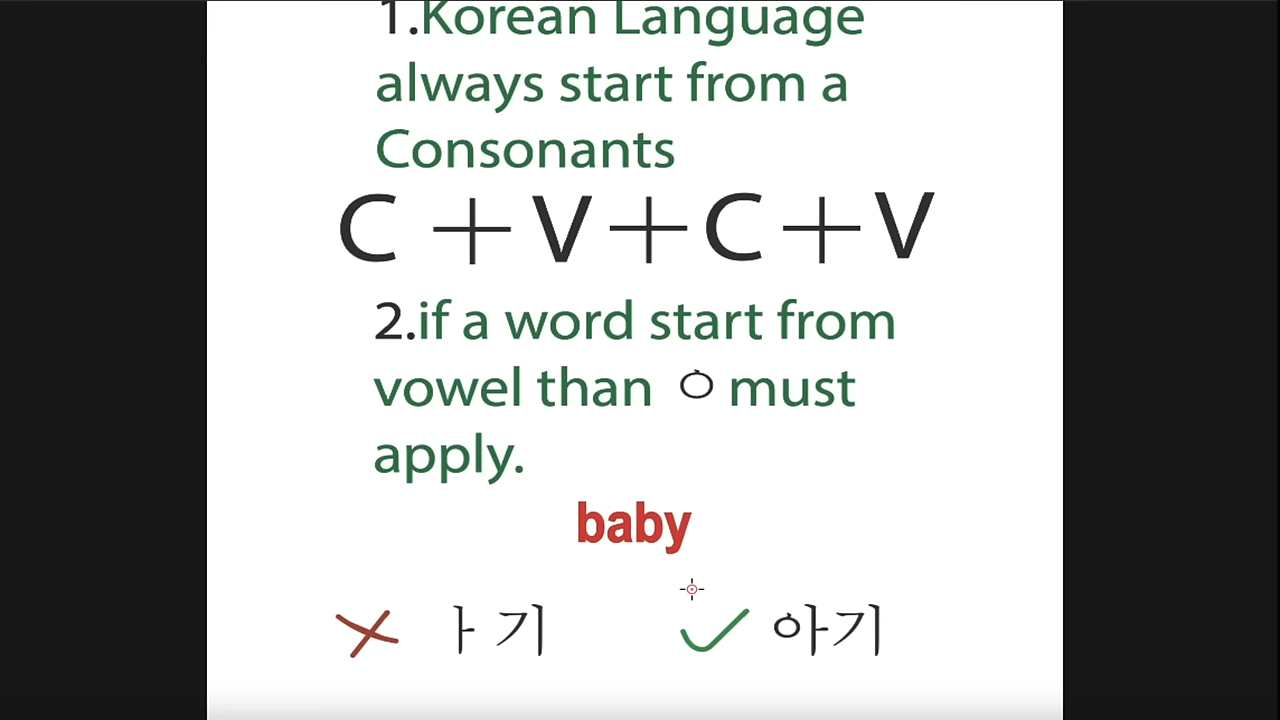 1.Korean Language
always start from a
Consonants
C + V + C + V
2.if a word start from
vowel than ㅇ must
apply.
baby
ㅏ 기 아기